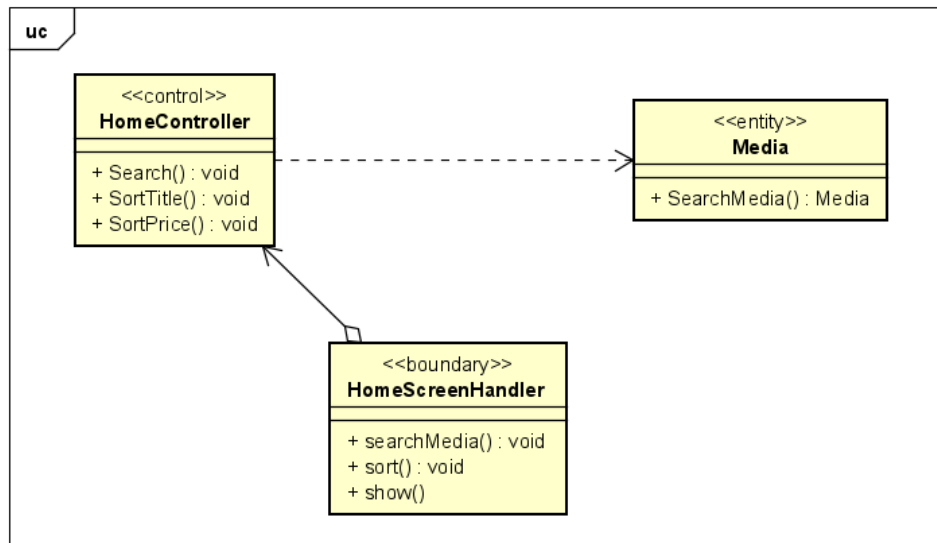 uc
<<control>>
HomeController
+ Search() : void
+ SortTitle() : void
+ SortPrice() : void
<<entity>>
Media
+ SearchMedia() : Media
<<boundary>>
HomeScreenHandler
+ searchMedia() : void
+ sort() : void
+ show()